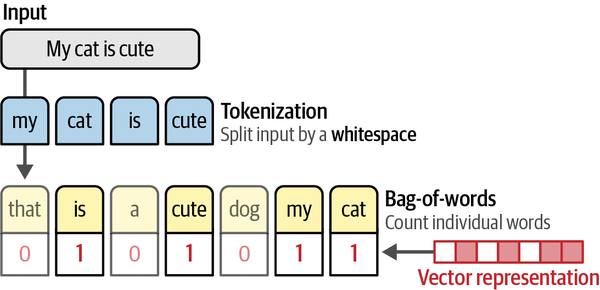 Input
My cat is cute
my cat is cute
Tokenization
Split input by a whitespace
that is a cute dog my cat
Bag-of-words
Count individual words
0 1 0 1 0 1 1
Vector representation